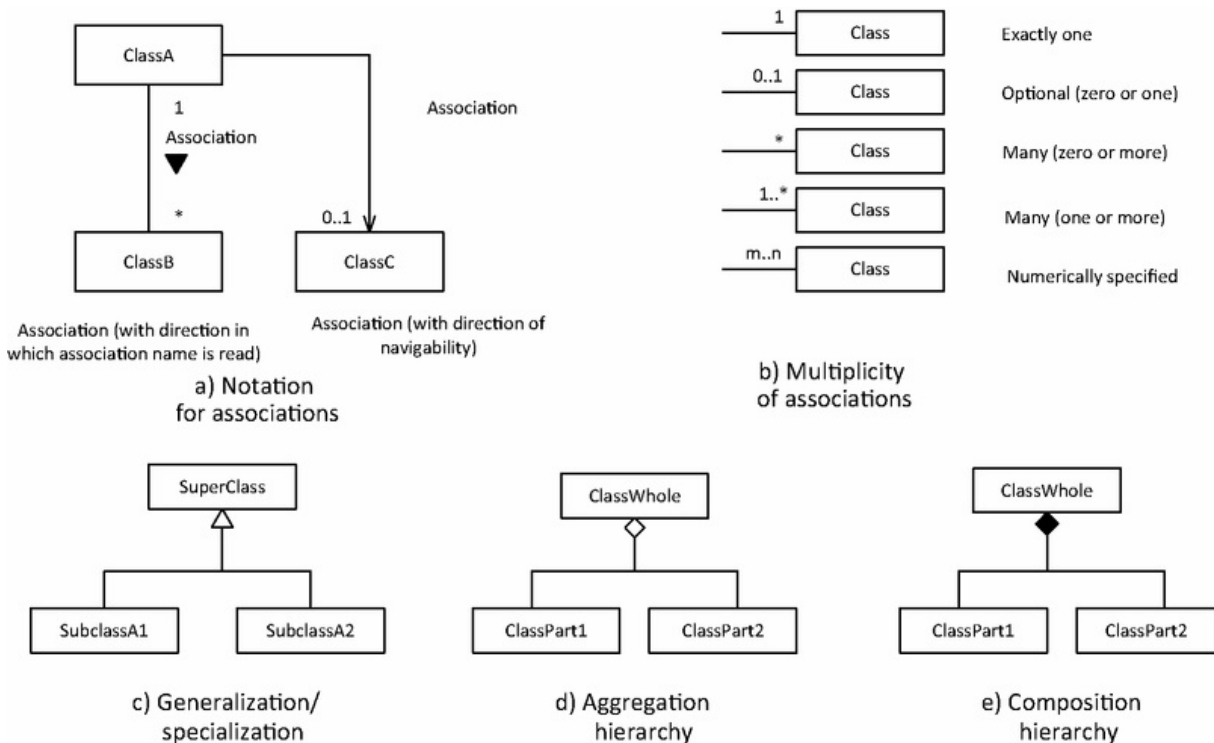 ClassA
1
Association
*
ClassB
Association
0..1
ClassC
Association (with direction in
which association name is read)
Association (with direction of
navigability)
a) Notation
for associations
1
Class
Exactly one
0..1
Class
Optional (zero or one)
*
Class
Many (zero or more)
1..*
Class
Many (one or more)
m..n
Class
Numerically specified
b) Multiplicity
of associations
SuperClass
SubclassA1
SubclassA2
c) Generalization/
specialization
ClassWhole
ClassPart1
ClassPart2
d) Aggregation
hierarchy
ClassWhole
ClassPart1
ClassPart2
e) Composition
hierarchy